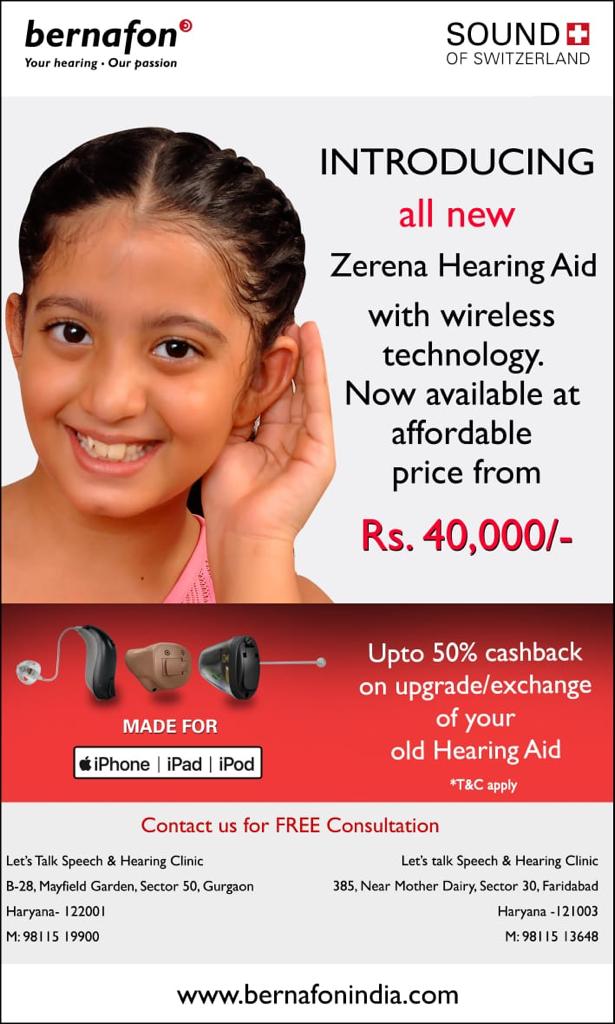 bernafon
Your hearing • Our passion
SOUND
OF SWITZERLAND
INTRODUCING
all new
Zerena Hearing Aid
with wireless
technology.
Now available at
affordable
price from
Rs. 40,000/-
MADE FOR
iPhone | iPad | iPod
Upto 50% cashback
on upgrade/exchange
of your
old Hearing Aid
*T&C apply
Contact us for FREE Consultation
Let's Talk Speech & Hearing Clinic
B-28, Mayfield Garden, Sector 50, Gurgaon
Haryana- 122001
M: 98115 19900
Let's talk Speech & Hearing Clinic
385, Near Mother Dairy, Sector 30, Faridabad
Haryana -121003
M: 98115 13648
www.bernafonindia.com